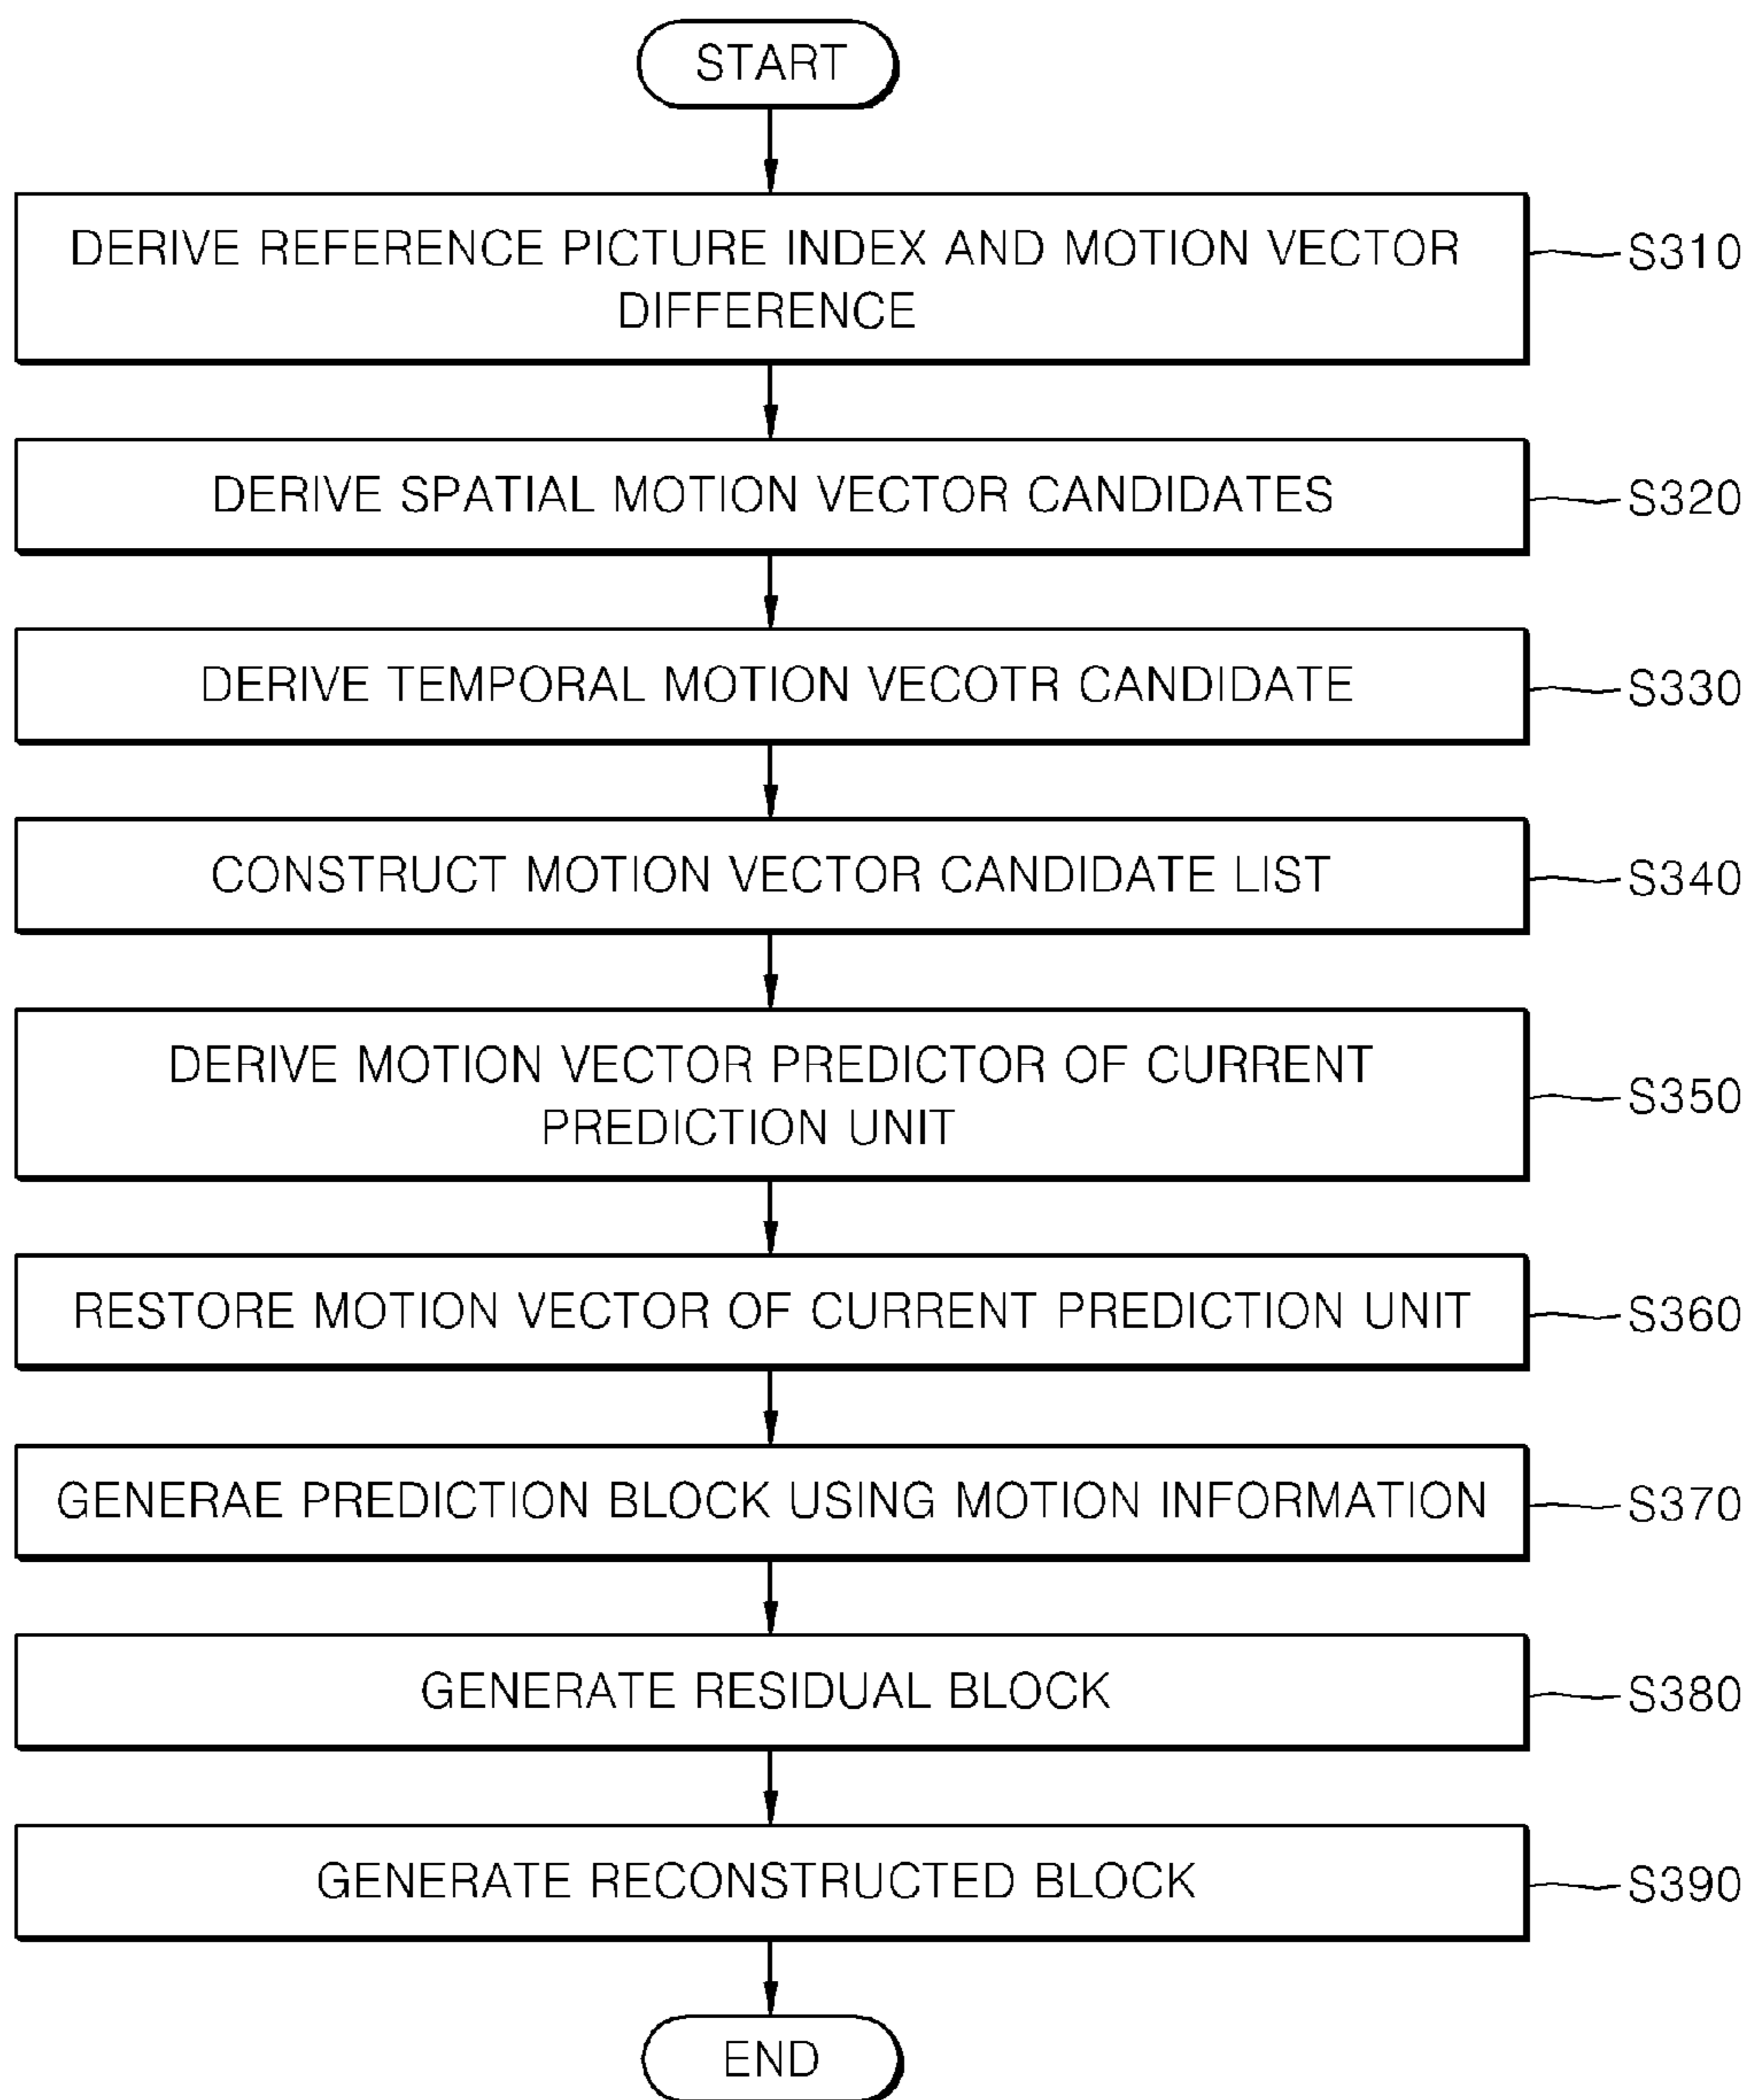 START
DERIVE REFERENCE PICTURE INDEX AND MOTION VECTOR
DIFFERENCE
S310
DERIVE SPATIAL MOTION VECTOR CANDIDATES
S320
DERIVE TEMPORAL MOTION VECOTR CANDIDATE
S330
CONSTRUCT MOTION VECTOR CANDIDATE LIST
S340
DERIVE MOTION VECTOR PREDICTOR OF CURRENT
PREDICTION UNIT
S350
RESTORE MOTION VECTOR OF CURRENT PREDICTION UNIT
S360
GENERAE PREDICTION BLOCK USING MOTION INFORMATION
S370
GENERATE RESIDUAL BLOCK
S380
GENERATE RECONSTRUCTED BLOCK
S390
END